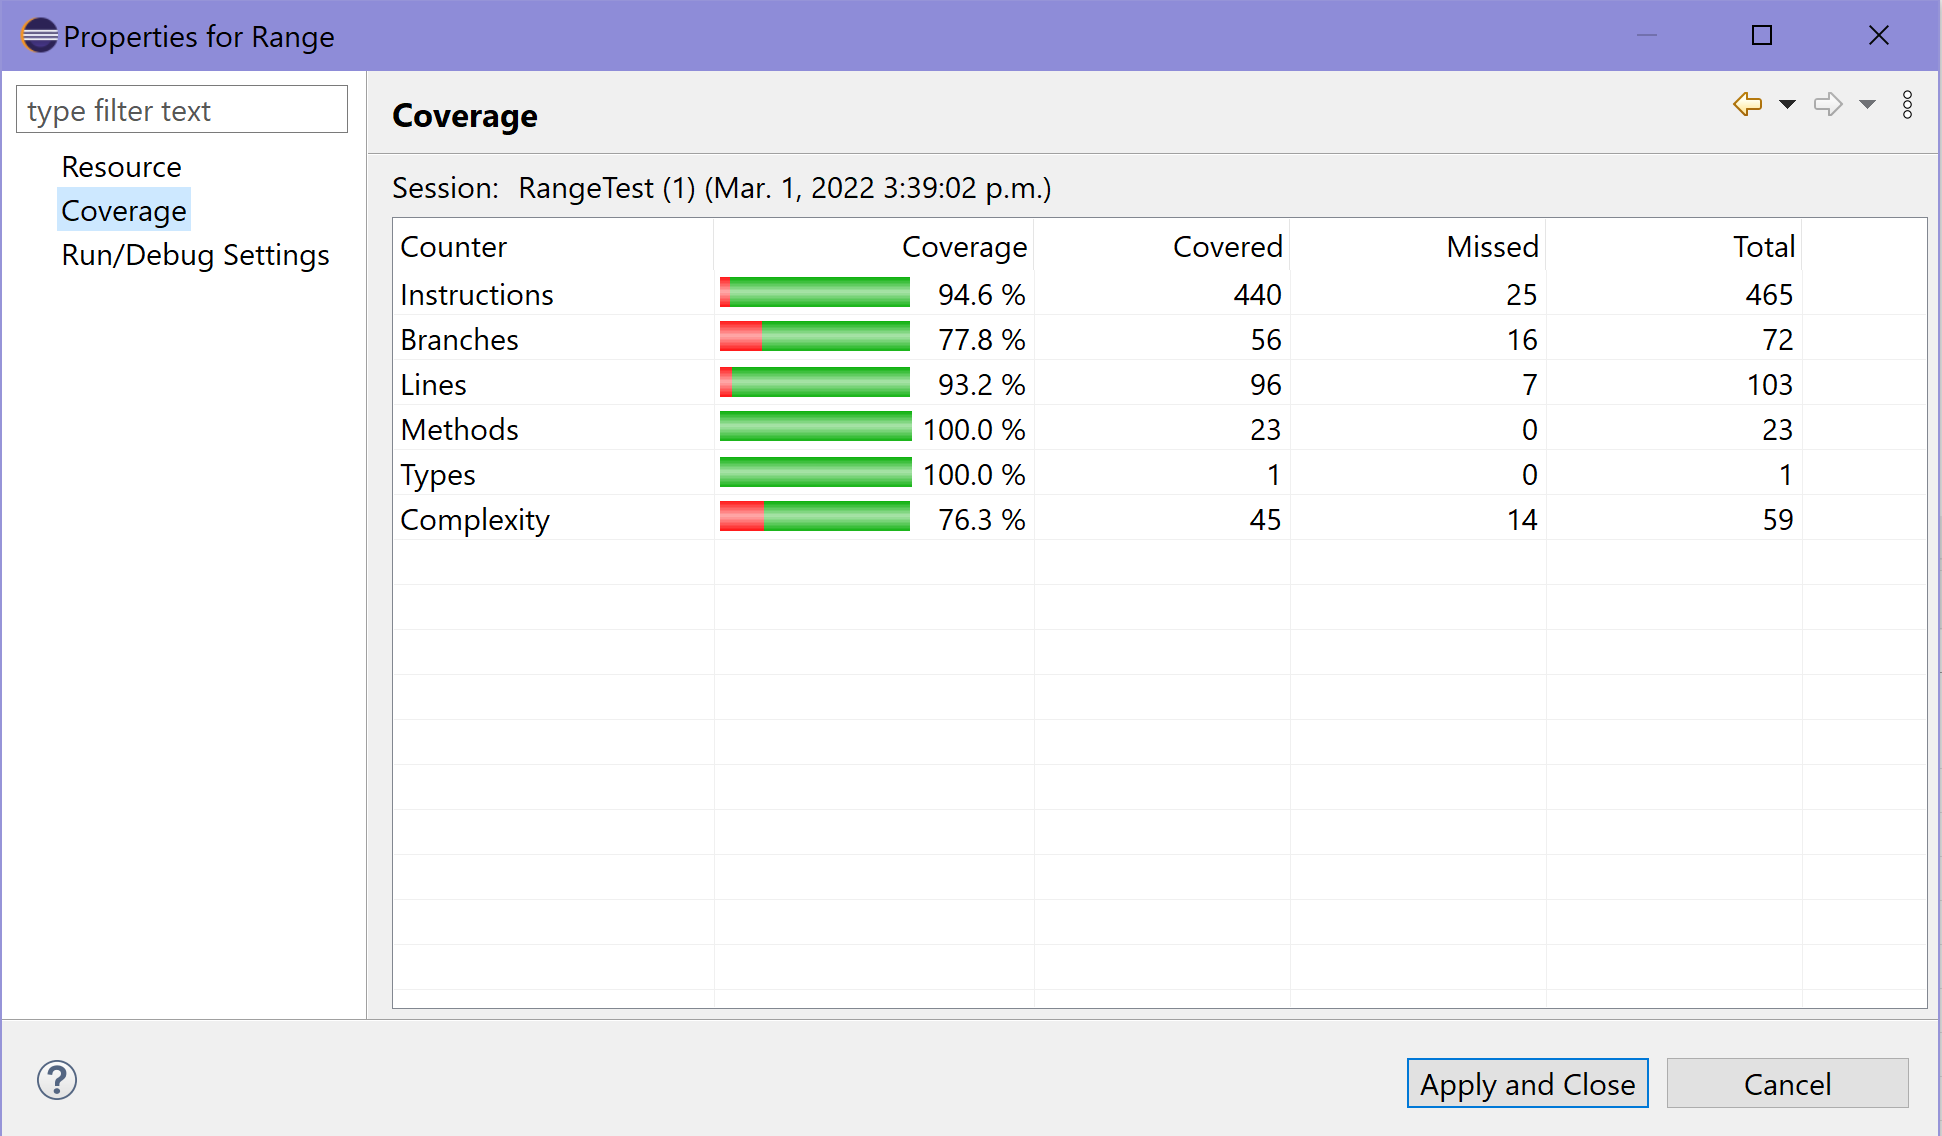 Properties for Range
type filter text
Resource
Coverage
Run/Debug Settings
Coverage
Session: RangeTest (1) (Mar. 1, 2022 3:39:02 p.m.)
Counter Coverage Covered Missed Total
Instructions 94.6 % 440 25 465
Branches 77.8 % 56 16 72
Lines 93.2 % 96 7 103
Methods 100.0 % 23 0 23
Types 100.0 % 1 0 1
Complexity 76.3 % 45 14 59
?
Apply and Close Cancel